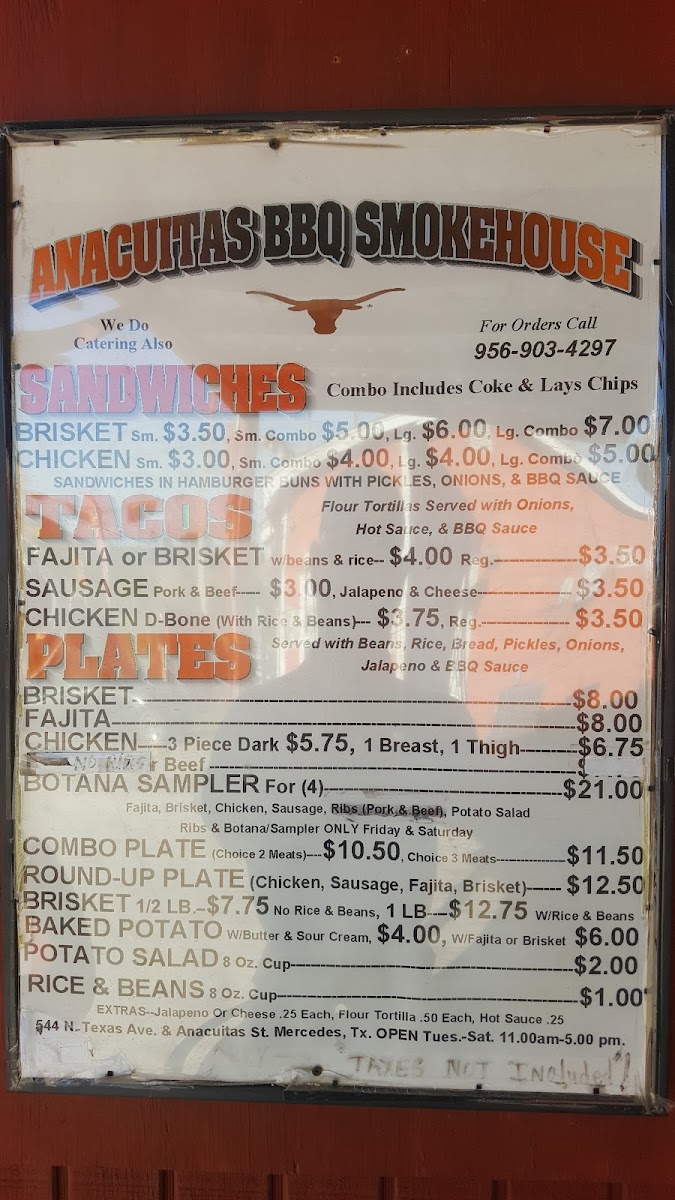 ANACUITAS BBQ SMOKEHOUSE
We Do
Catering Also
For Orders Call
956-903-4297
SANDWICHES Combo Includes Coke & Lays Chips
BRISKET Sm. $3.50, Sm. Combo $5.00, Lg. $6.00, Lg. Combo $7.00
CHICKEN Sm. $3.00, Sm. Combo $4.00, Lg. $4.00, Lg. Combo $5.00
SANDWICHES IN HAMBURGER BUNS WITH PICKLES, ONIONS, & BBQ SAUCE
TACOS
Flour Tortillas Served with Onions,
Hot Sauce, & BBQ Sauce
FAJITA or BRISKET w/beans & rice-- $4.00 Reg.---------------$3.50
SAUSAGE Pork & Beef----- $3.00, Jalapeno & Cheese----------------- $3.50
CHICKEN D-Bone (With Rice & Beans)--- $3.75, Reg.----------------- $3.50
PLATES
Served with Beans, Rice, Bread, Pickles, Onions,
Jalapeno & BBQ Sauce
BRISKET----------------------------------------$8.00
FAJITA----------------------------------------$8.00
CHICKEN-----3 Piece Dark $5.75, 1 Breast, 1 Thigh---------$6.75
NO RIBS r Beef----------------------------------------$
BOTANA SAMPLER For (4)------------------------------$21.00
Fajita, Brisket, Chicken, Sausage, Ribs (Pork & Beef), Potato Salad
Ribs & Botana/Sampler ONLY Friday & Saturday
COMBO PLATE (Choice 2 Meats)---$10.50, Choice 3 Meats---------------$11.50
ROUND-UP PLATE (Chicken, Sausage, Fajita, Brisket)------ $12.50
BRISKET 1/2 LB.--$7.75 No Rice & Beans, 1 LB----$12.75 W/Rice & Beans
BAKED POTATO W/Butter & Sour Cream, $4.00, W/Fajita or Brisket $6.00
POTATO SALAD 8 Oz. Cup------------------------------$2.00
RICE & BEANS 8 Oz. Cup------------------------------$1.00
EXTRAS--Jalapeno Or Cheese .25 Each, Flour Tortilla .50 Each, Hot Sauce .25
544 N. Texas Ave. & Anacuitas St. Mercedes, Tx. OPEN Tues.-Sat. 11.00am-5.00 pm.
"TAXES NOT Included"!